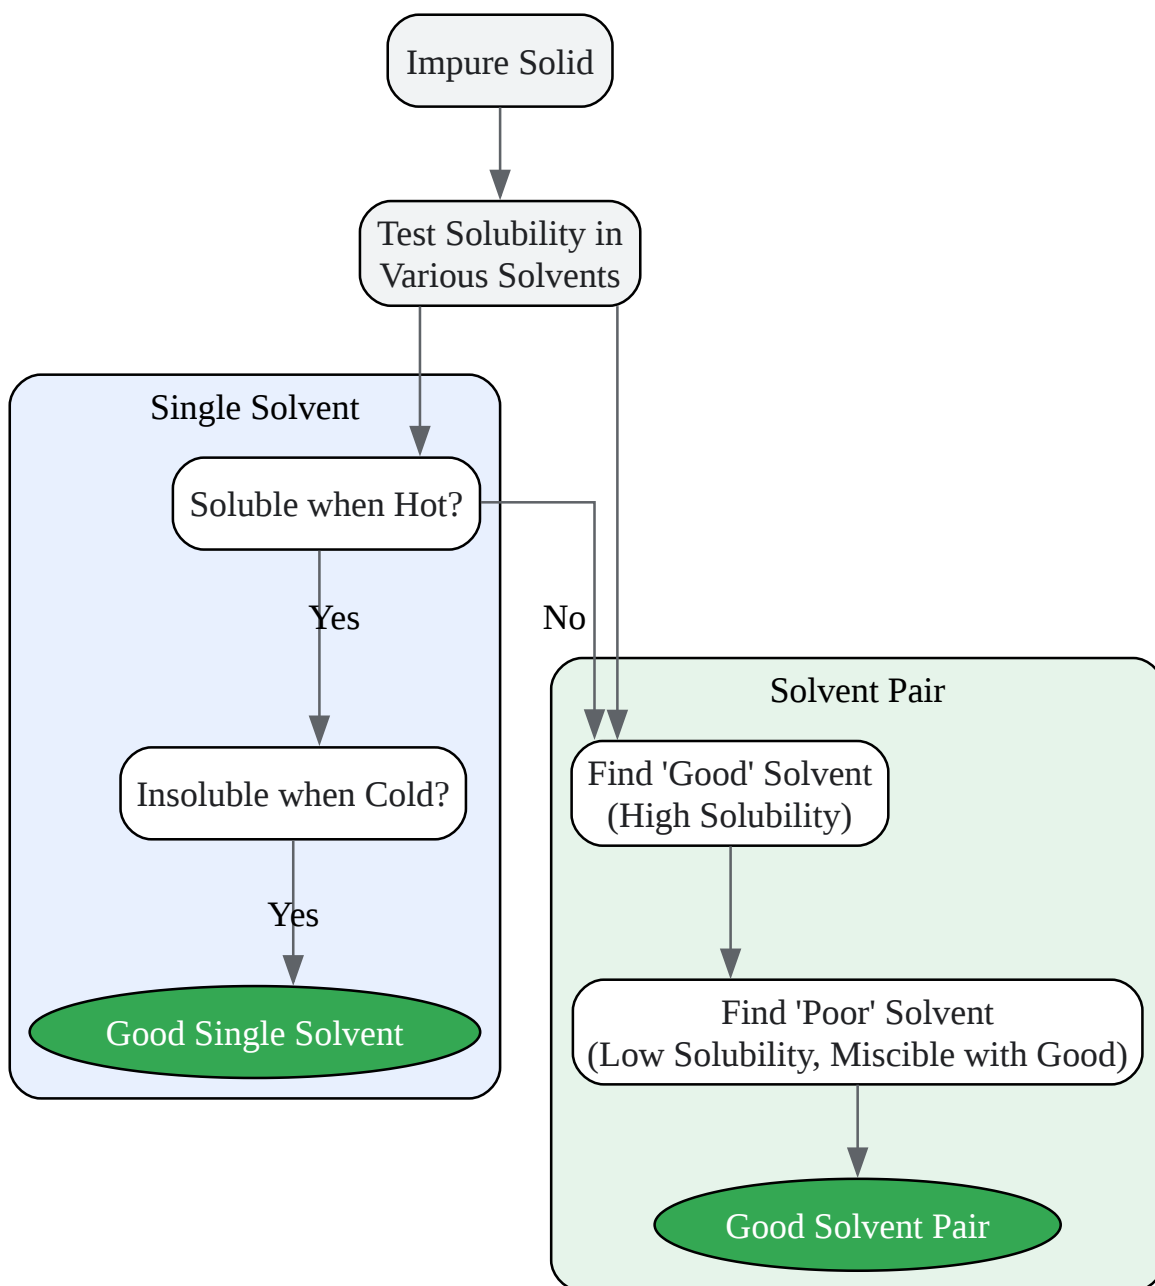 Impure Solid
Test Solubility in
Various Solvents
Single Solvent
Soluble when Hot?
Yes
No
Insoluble when Cold?
Yes
Good Single Solvent
Solvent Pair
Find 'Good' Solvent
(High Solubility)
Find 'Poor' Solvent
(Low Solubility, Miscible with Good)
Good Solvent Pair